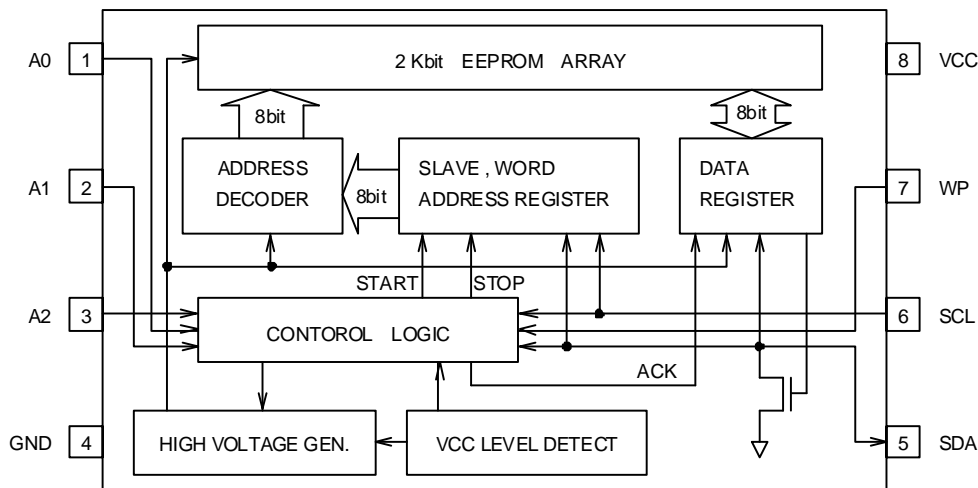 2 Kbit EEPROM ARRAY
A0 1
8 VCC
8bit
8bit
ADDRESS
DECODER
8bit
SLAVE , WORD
ADDRESS REGISTER
DATA
REGISTER
A1 2
7 WP
START
STOP
A2 3
6 SCL
CONTOROL LOGIC
ACK
GND 4
HIGH VOLTAGE GEN.
VCC LEVEL DETECT
5 SDA